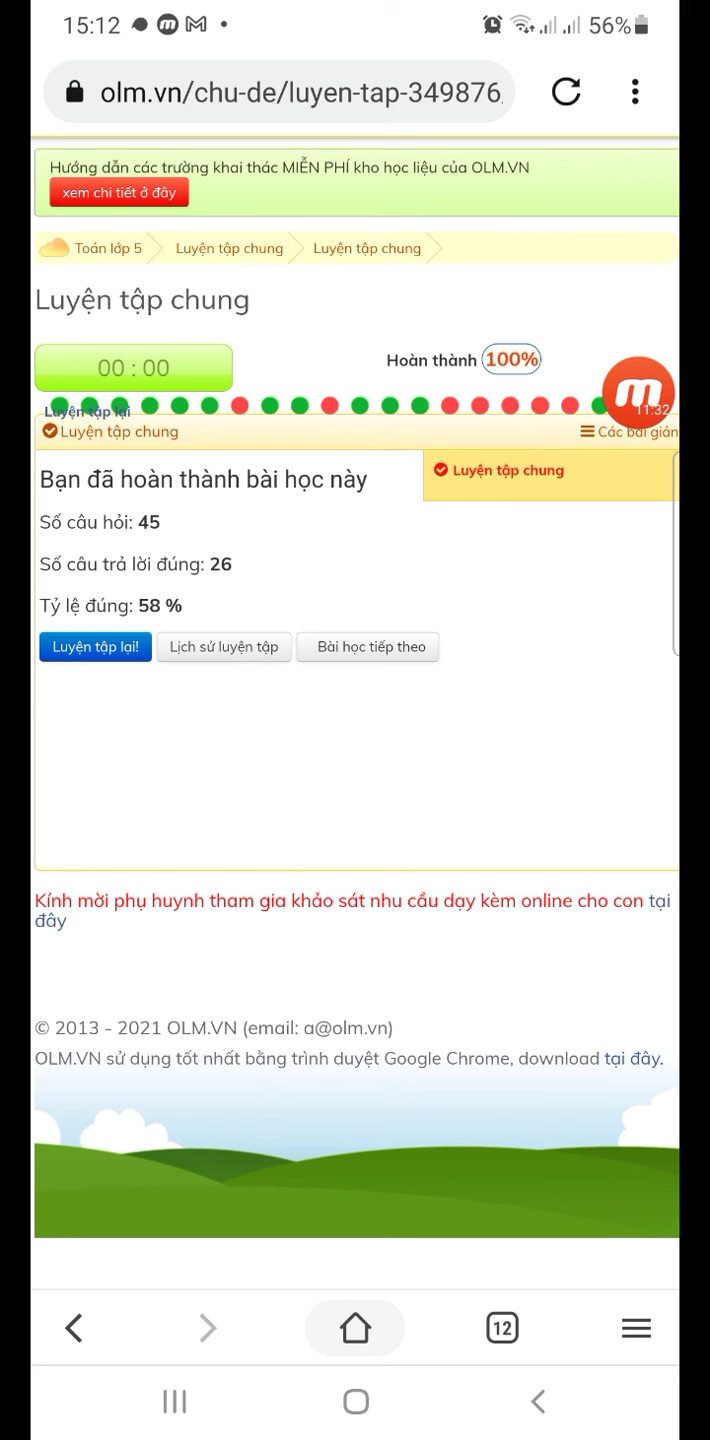 15:12 56%
olm.vn/chu-de/luyen-tap-349876
Hướng dẫn các trường khai thác MIỄN PHÍ kho học liệu của OLM.VN
xem chi tiết ở đây
Toán lớp 5 Luyện tập chung Luyện tập chung
Luyện tập chung
00 : 00
Hoàn thành 100%
11:32
Luyện tập lại
Luyện tập chung
Các bài giản
Bạn đã hoàn thành bài học này
Luyện tập chung
Số câu hỏi: 45
Số câu trả lời đúng: 26
Tỷ lệ đúng: 58 %
Luyện tập lại! Lịch sử luyện tập Bài học tiếp theo
Kính mời phụ huynh tham gia khảo sát nhu cầu dạy kèm online cho con tại
đây
© 2013 - 2021 OLM.VN (email: a@olm.vn)
OLM.VN sử dụng tốt nhất bằng trình duyệt Google Chrome, download tại đây.
12